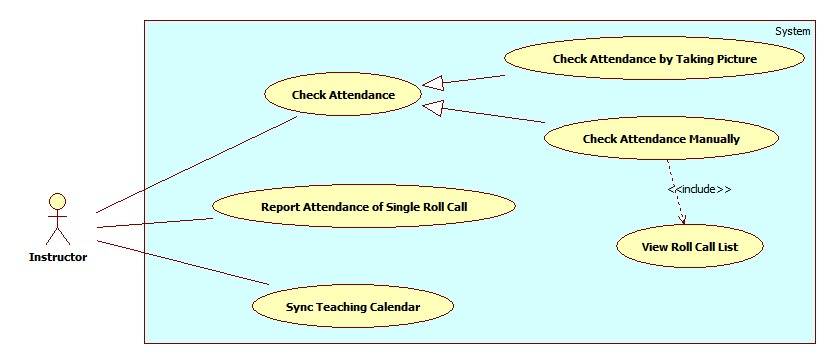 System
Check Attendance by Taking Picture
Check Attendance
Check Attendance Manually
<<include>>
Report Attendance of Single Roll Call
View Roll Call List
Instructor
Sync Teaching Calendar